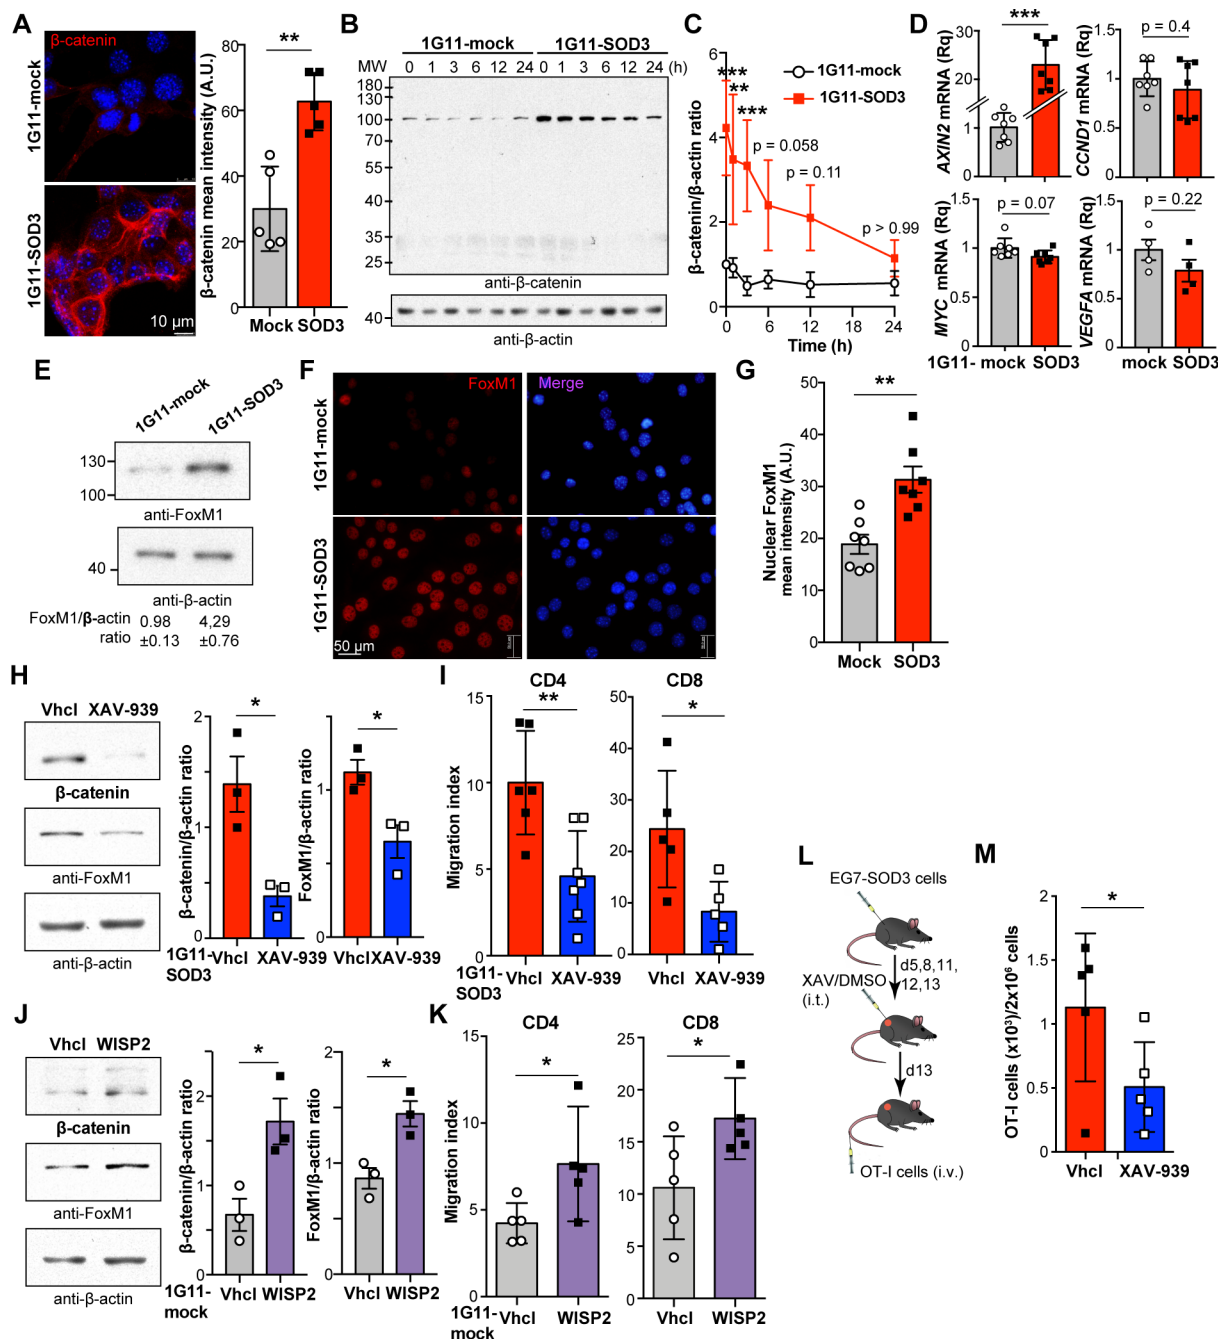 A
β-catenin
1G11-mock
1G11-SOD3
10 µm
β-catenin mean intensity (A.U.)
80
60
40
20
0
**
Mock SOD3
B
1G11-mock 1G11-SOD3
MW 0 1 3 6 12 24 0 1 3 6 12 24 (h)
180
130
100
70
55
40
35
25
anti-β-catenin
40
anti-β-actin
C
β-catenin/β-actin ratio
6
4
2
0
1G11-mock
1G11-SOD3
***
**
***
p = 0.058
p = 0.11
p > 0.99
0 6 12 18 24
Time (h)
D
AXIN2 mRNA (Rq)
30
20
1
0
***
CCND1 mRNA (Rq)
1.5
1
0.5
0
p = 0.4
MYC mRNA (Rq)
1.5
1
0.5
0
p = 0.07
1G11- mock SOD3
VEGFA mRNA (Rq)
1.5
1
0.5
0
p = 0.22
mock SOD3
E
1G11-mock
1G11-SOD3
130
100
anti-FoxM1
40
anti-β-actin
FoxM1/β-actin 0.98 4,29
ratio ±0.13 ±0.76
F
FoxM1 Merge
1G11-mock
1G11-SOD3
50 µm
G
Nuclear FoxM1
mean intensity (A.U.)
50
40
30
20
10
0
**
Mock SOD3
H
Vhcl XAV-939
β-catenin
anti-FoxM1
anti-β-actin
β-catenin/β-actin ratio
2
1
0
*
1G11- Vhcl XAV-939
SOD3
FoxM1/β-actin ratio
1
0
*
Vhcl XAV-939
I
CD4
Migration index
15
10
5
0
**
1G11- Vhcl XAV-939
SOD3
CD8
50
40
30
20
10
0
*
Vhcl XAV-939
J
Vhcl WISP2
β-catenin
anti-FoxM1
anti-β-actin
β-catenin/β-actin ratio
2
1
0
*
1G11- Vhcl WISP2
mock
FoxM1/β-actin ratio
2
1
0
*
Vhcl WISP2
K
CD4
Migration index
15
10
5
0
*
1G11- Vhcl WISP2
mock
CD8
25
20
15
10
5
0
*
Vhcl WISP2
L
EG7-SOD3 cells
d5,8,11,
12,13
XAV/DMSO
(i.t.)
d13
OT-I cells (i.v.)
M
OT-I cells (x10³)/2x10⁶ cells
2
1.5
1
0.5
0
*
Vhcl XAV-939